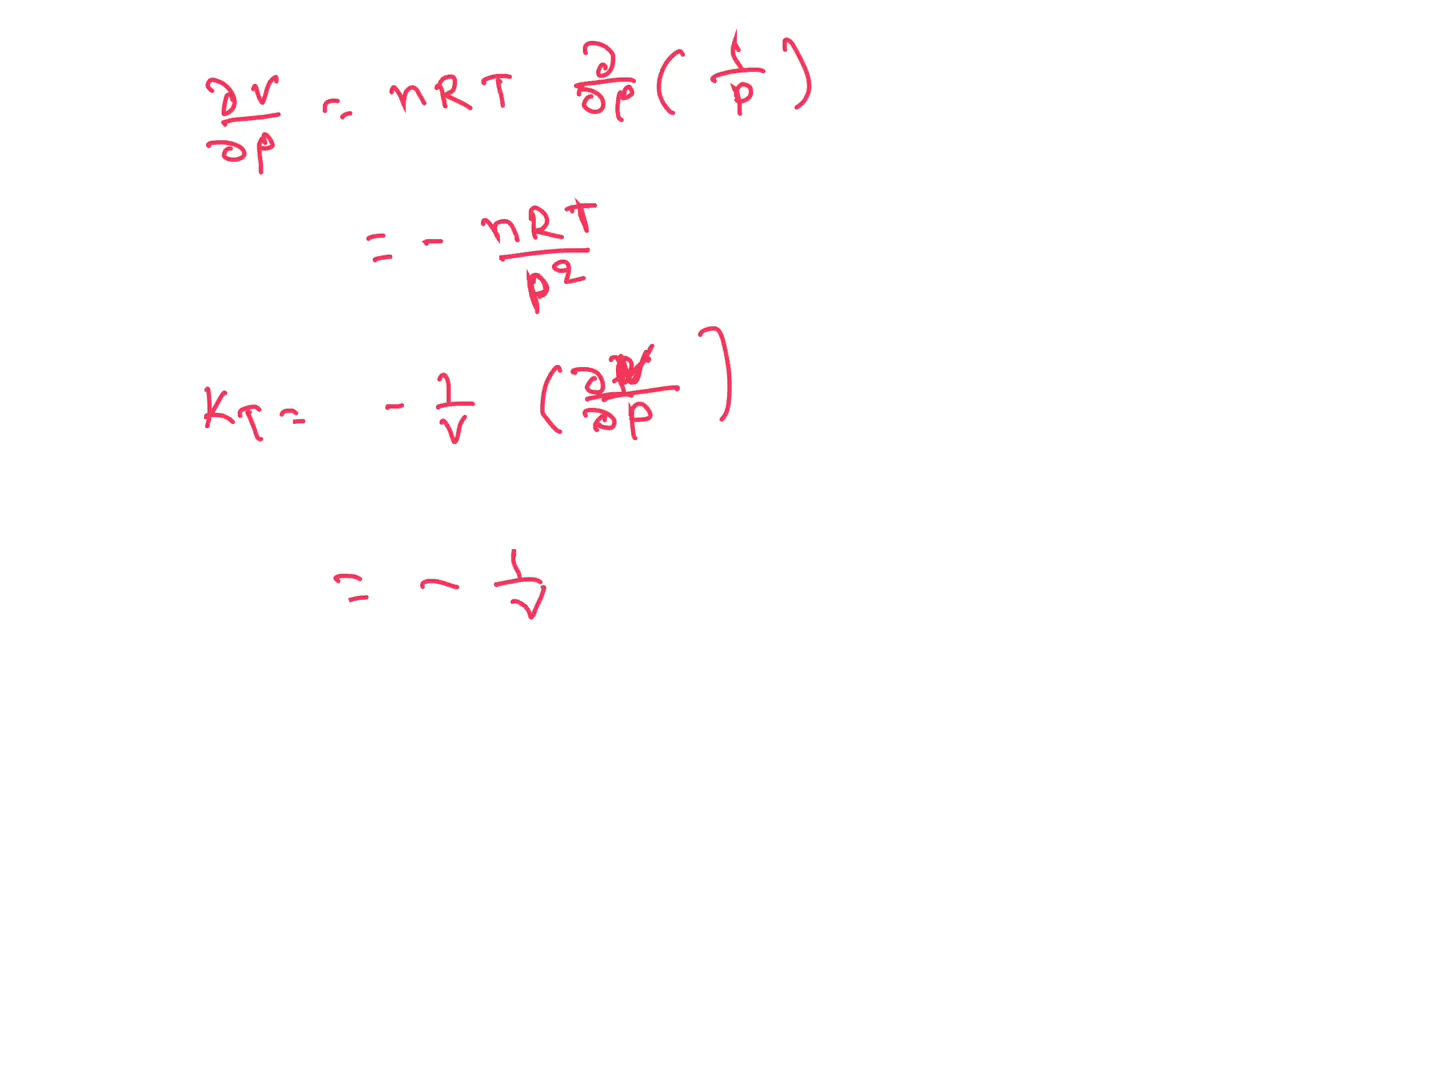 ∂V/∂P = nRT ∂/∂P (1/P)
= - nRT/P²
K_T = - 1/V (∂V/∂P)
= - 1/V